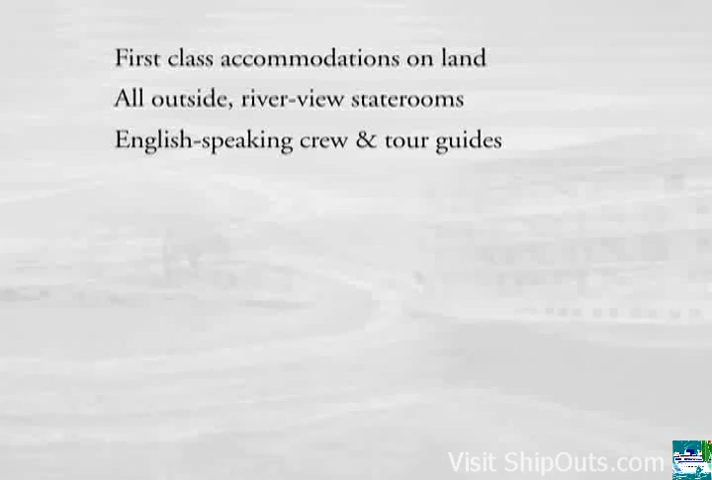 First class accommodations on land
All outside, river-view staterooms
English-speaking crew & tour guides
Visit ShipOuts.com